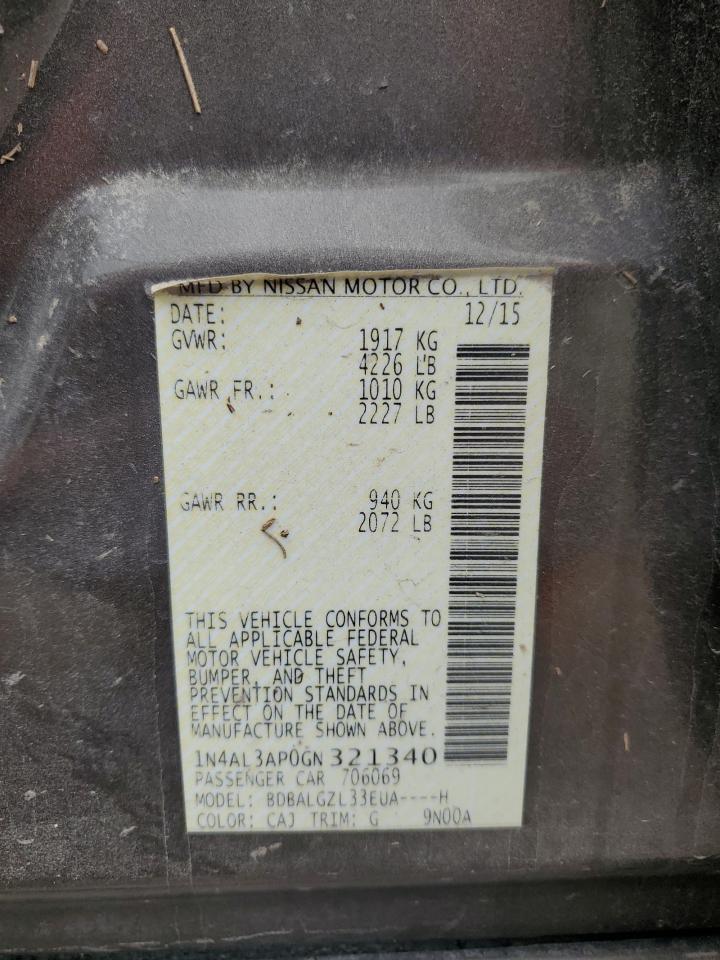 MFD BY NISSAN MOTOR CO., LTD.
DATE: 12/15
GVWR: 1917 KG
4226 LB
GAWR FR.: 1010 KG
2227 LB
GAWR RR.: 940 KG
2072 LB
THIS VEHICLE CONFORMS TO
ALL APPLICABLE FEDERAL
MOTOR VEHICLE SAFETY,
BUMPER, AND THEFT
PREVENTION STANDARDS IN
EFFECT ON THE DATE OF
MANUFACTURE SHOWN ABOVE.
1N4AL3AP0GN 321340
PASSENGER CAR 706069
MODEL: BDBALGZL33EUA----H
COLOR: CAJ TRIM: G 9N00A